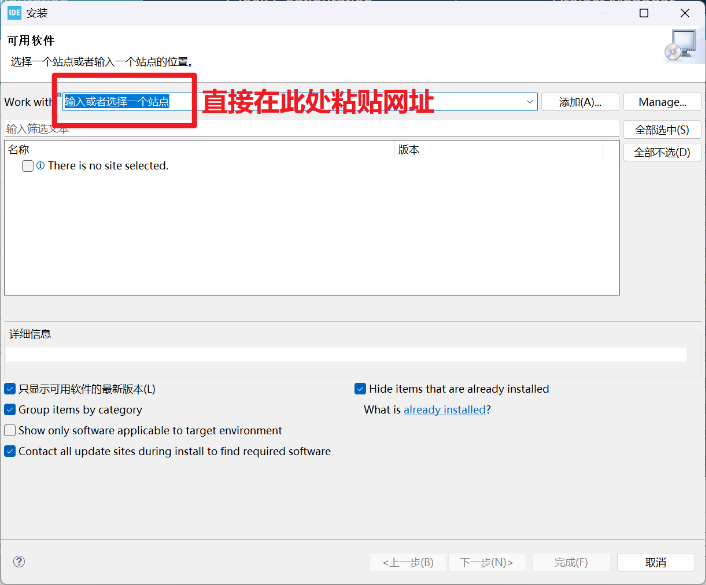 IDE 安装
可用软件
选择一个站点或者输入一个站点的位置。
Work with: 输入或者选择一个站点 直接在此处粘贴网址 添加(A)... Manage...
输入筛选文本 全部选中(S)
名称 版本 全部不选(D)
There is no site selected.
详细信息
只显示可用软件的最新版本(L) Hide items that are already installed
Group items by category What is already installed?
Show only software applicable to target environment
Contact all update sites during install to find required software
<上一步(B) 下一步(N)> 完成(F) 取消